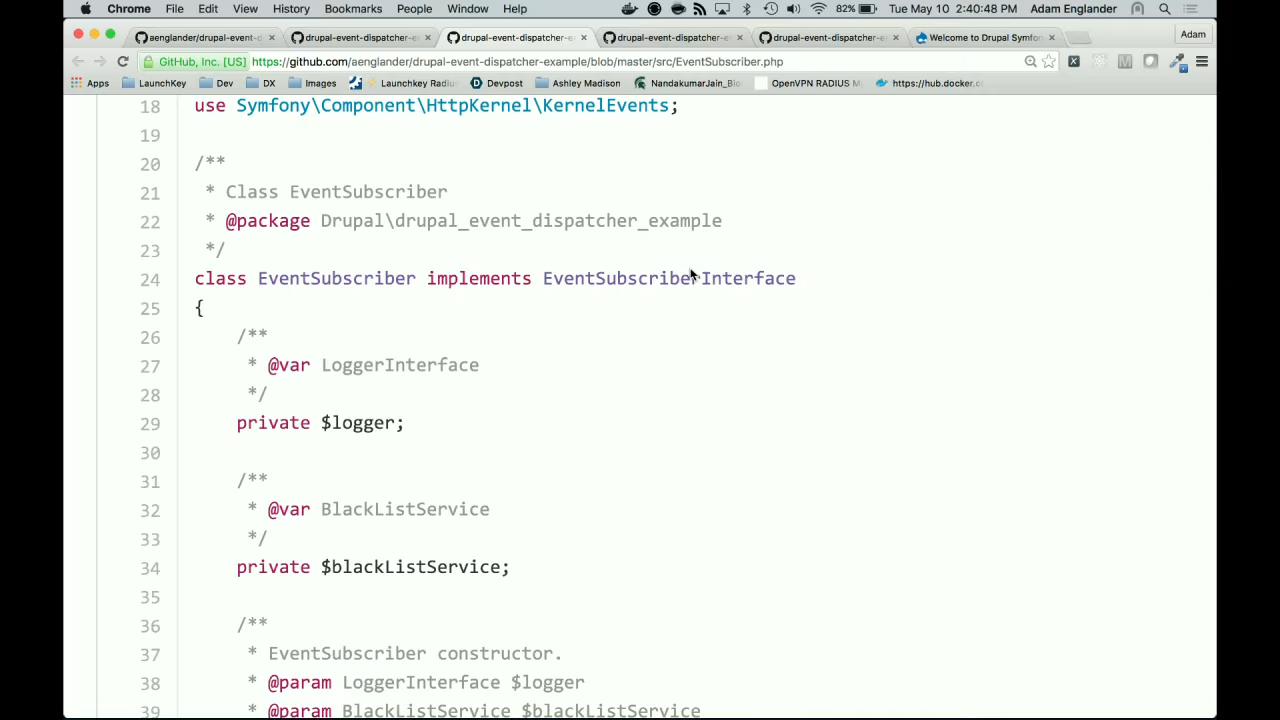 Chrome File Edit View History Bookmarks People Window Help 82% Tue May 10 2:40:48 PM Adam Englander
aenglander/drupal-event-d drupal-event-dispatcher-e drupal-event-dispatcher- drupal-event-dispatcher-e drupal-event-dispatcher-e Welcome to Drupal Symfon Adam
GitHub, Inc. [US] https://github.com/aenglander/drupal-event-dispatcher-example/blob/master/src/EventSubscriber.php
Apps LaunchKey Dev DX Images Launchkey Radius Devpost Ashley Madison NandakumarJain_Bio OpenVPN RADIUS M https://hub.docker.co
18 use Symfony\Component\HttpKernel\KernelEvents;
19
20 /**
21 * Class EventSubscriber
22 * @package Drupal\drupal_event_dispatcher_example
23 */
24 class EventSubscriber implements EventSubscriberInterface
25 {
26 /**
27 * @var LoggerInterface
28 */
29 private $logger;
30
31 /**
32 * @var BlackListService
33 */
34 private $blackListService;
35
36 /**
37 * EventSubscriber constructor.
38 * @param LoggerInterface $logger
39 * @param BlackListService $blackListService